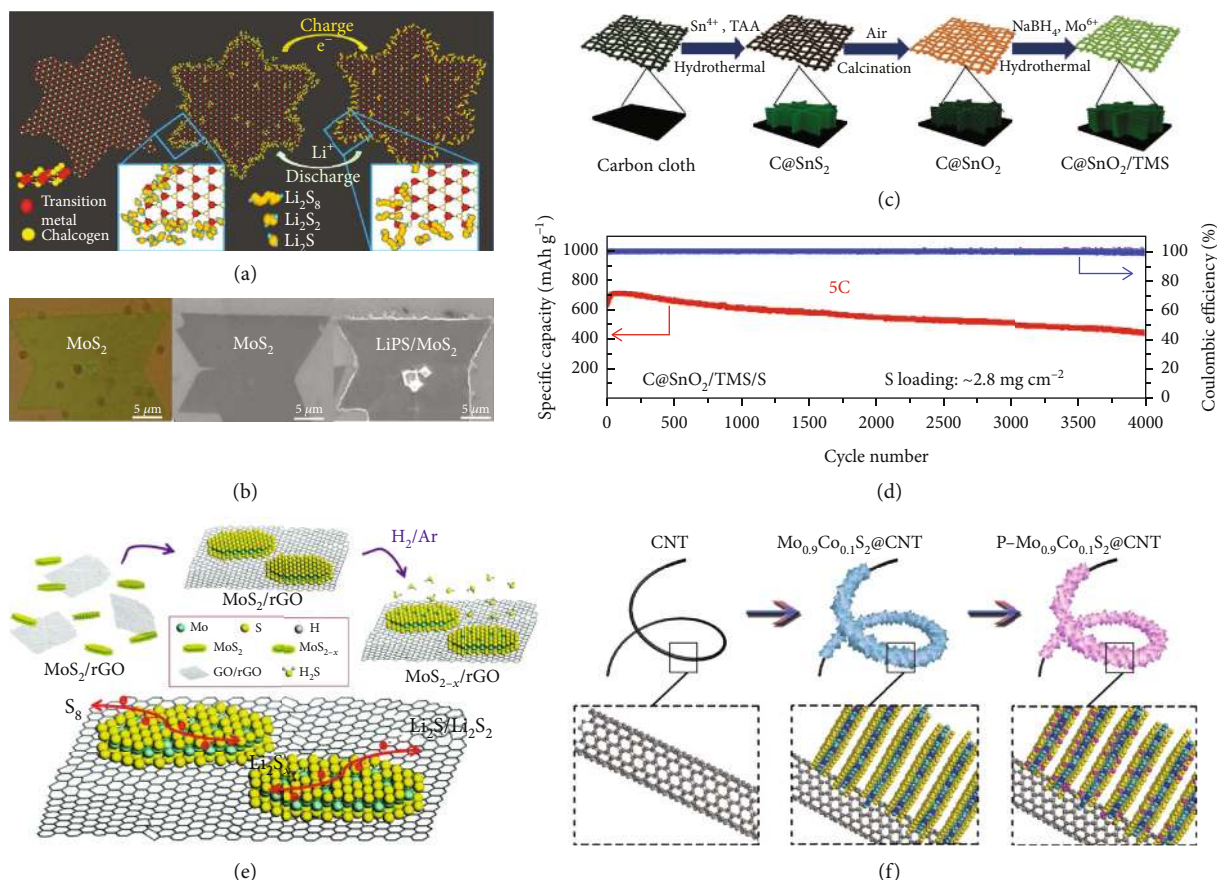 Charge
e⁻
Li⁺
Discharge
Transition
metal
Chalcogen
Li₂S₈
Li₂S₂
Li₂S
(a)
MoS₂
5 μm
MoS₂
5 μm
LiPS/MoS₂
5 μm
(b)
Sn⁴⁺ , TAA
Hydrothermal
Air
Calcination
NaBH₄, Mo⁶⁺
Hydrothermal
Carbon cloth
C@SnS₂
C@SnO₂
C@SnO₂/TMS
(c)
Specific capacity (mAh g⁻¹)
1000
800
600
400
200
5C
C@SnO₂/TMS/S
S loading: ~2.8 mg cm⁻²
100
80
60
40
20
0
Coulombic efficiency (%)
0 500 1000 1500 2000 2500 3000 3500 4000
Cycle number
(d)
MoS₂/rGO
MoS₂/rGO
H₂/Ar
MoS₂₋ₓ/rGO
Mo S H
MoS₂ MoS₂₋ₓ
GO/rGO H₂S
S₈
Li₂Sₓ
Li₂S/Li₂S₂
(e)
CNT
Mo₀.₉Co₀.₁S₂@CNT
P–Mo₀.₉Co₀.₁S₂@CNT
(f)